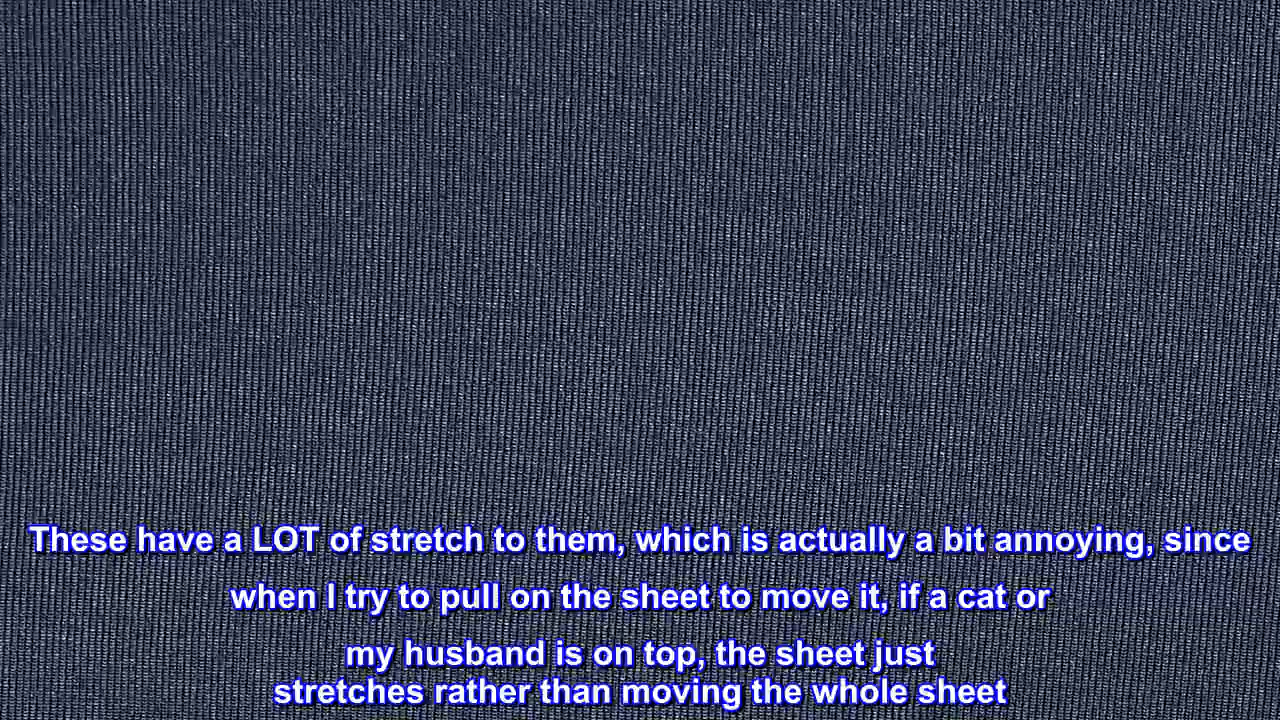 These have a LOT of stretch to them, which is actually a bit annoying, since
when I try to pull on the sheet to move it, if a cat or
my husband is on top, the sheet just
stretches rather than moving the whole sheet